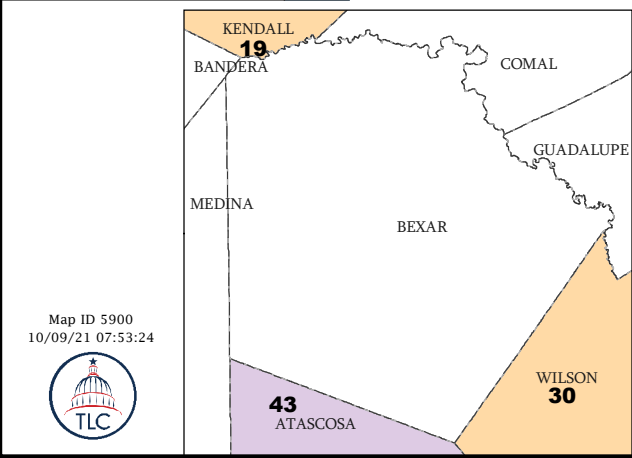 KENDALL
19
BANDERA
COMAL
GUADALUPE
MEDINA
BEXAR
Map ID 5900
10/09/21 07:53:24
TLC
WILSON
30
43
ATASCOSA